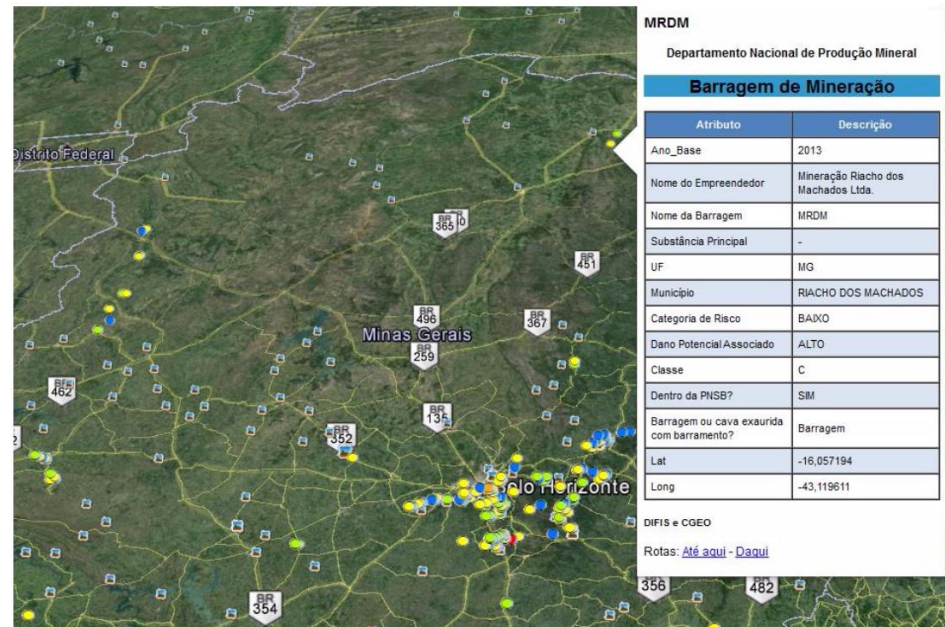 MRDM
Departamento Nacional de Produção Mineral
Barragem de Mineração
Atributo Descrição
Ano_Base 2013
Nome do Empreendedor Mineração Riacho dos
Machados Ltda.
Nome da Barragem MRDM
Substância Principal -
UF MG
Município RIACHO DOS MACHADOS
Categoria de Risco BAIXO
Dano Potencial Associado ALTO
Classe C
Dentro da PNSB? SIM
Barragem ou cava exaurida
com barramento? Barragem
Lat -16,057194
Long -43,119611
DIFIS e CGEO
Rotas: Até aqui - Daqui
Distrito Federal
BR
365
BR
451
BR
496
BR
367
Minas Gerais
BR
259
BR
462
BR
135
BR
352
Horizonte
BR
354
356
482